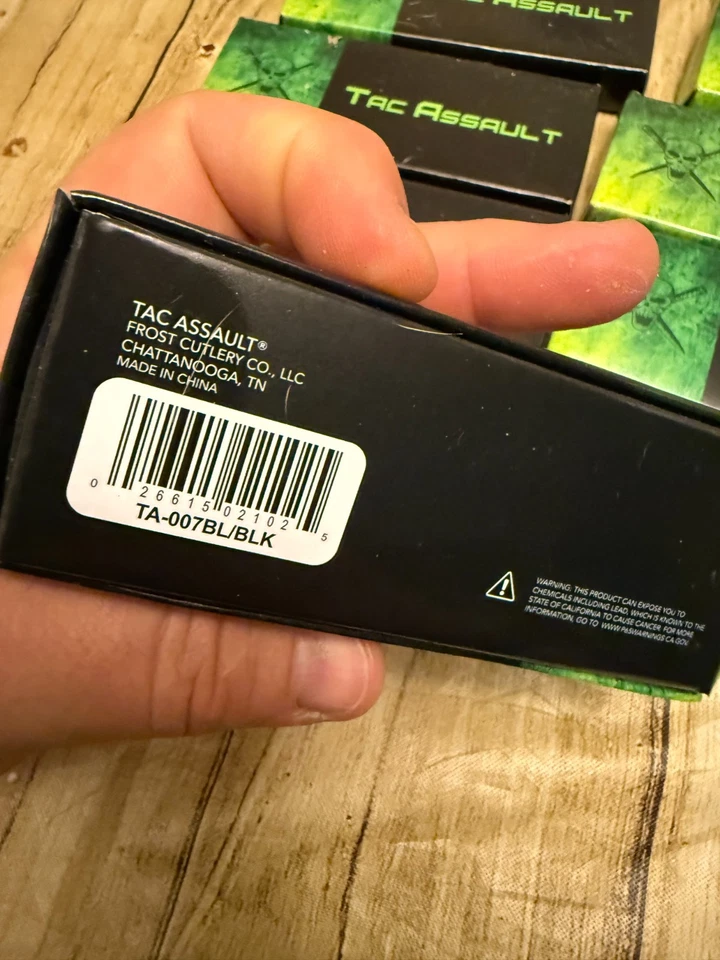 TAC ASSAULT
TAC ASSAULT
TAC ASSAULT®
FROST CUTLERY CO., LLC
CHATTANOOGA, TN
MADE IN CHINA
0 26615 02102 5
TA-007BL/BLK
WARNING: THIS PRODUCT CAN EXPOSE YOU TO
CHEMICALS INCLUDING LEAD, WHICH IS KNOWN TO THE
STATE OF CALIFORNIA TO CAUSE CANCER. FOR MORE
INFORMATION, GO TO WWW.P65WARNINGS.CA.GOV